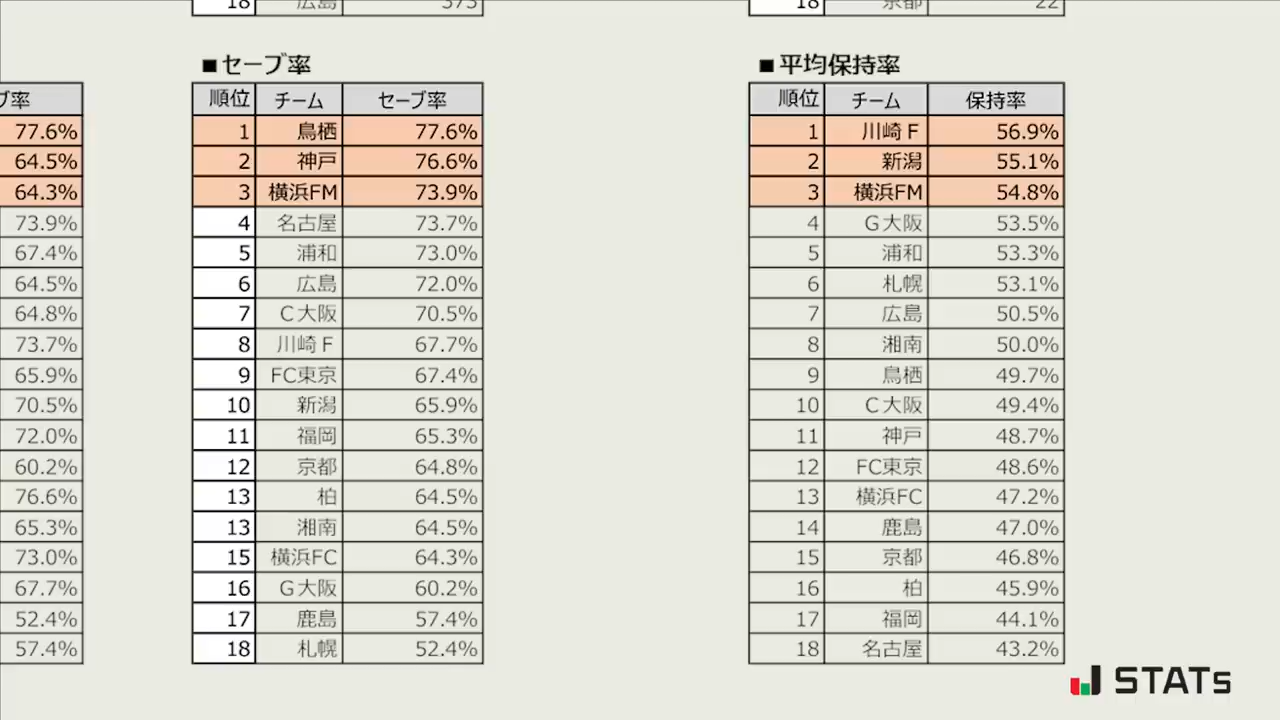 18 広島 373
18 京都 22
■セーブ率
■平均保持率
ブ率
77.6%
64.5%
64.3%
73.9%
67.4%
64.5%
64.8%
73.7%
65.9%
70.5%
72.0%
60.2%
76.6%
65.3%
73.0%
67.7%
52.4%
57.4%
順位 チーム セーブ率
1 鳥栖 77.6%
2 神戸 76.6%
3 横浜FM 73.9%
4 名古屋 73.7%
5 浦和 73.0%
6 広島 72.0%
7 C大阪 70.5%
8 川崎F 67.7%
9 FC東京 67.4%
10 新潟 65.9%
11 福岡 65.3%
12 京都 64.8%
13 柏 64.5%
13 湘南 64.5%
15 横浜FC 64.3%
16 G大阪 60.2%
17 鹿島 57.4%
18 札幌 52.4%
順位 チーム 保持率
1 川崎F 56.9%
2 新潟 55.1%
3 横浜FM 54.8%
4 G大阪 53.5%
5 浦和 53.3%
6 札幌 53.1%
7 広島 50.5%
8 湘南 50.0%
9 鳥栖 49.7%
10 C大阪 49.4%
11 神戸 48.7%
12 FC東京 48.6%
13 横浜FC 47.2%
14 鹿島 47.0%
15 京都 46.8%
16 柏 45.9%
17 福岡 44.1%
18 名古屋 43.2%
STATs